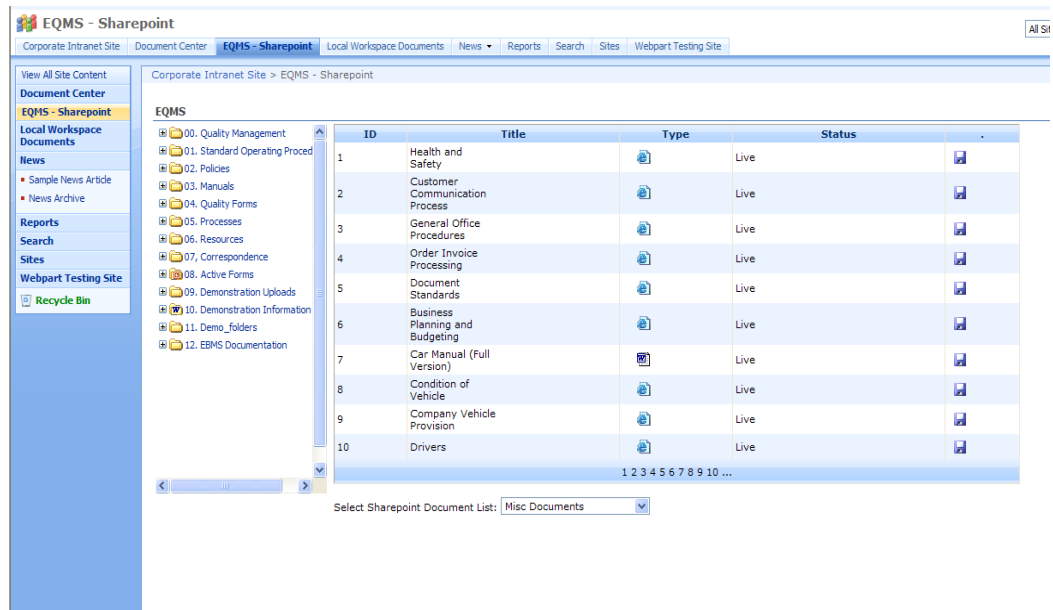 EQMS - Sharepoint
All Sit
Corporate Intranet Site Document Center EQMS - Sharepoint Local Workspace Documents News Reports Search Sites Webpart Testing Site
View All Site Content
Document Center
EQMS - Sharepoint
Local Workspace
Documents
News
Sample News Article
News Archive
Reports
Search
Sites
Webpart Testing Site
Recycle Bin
Corporate Intranet Site > EQMS - Sharepoint
EQMS
00. Quality Management
01. Standard Operating Proced
02. Policies
03. Manuals
04. Quality Forms
05. Processes
06. Resources
07, Correspondence
08. Active Forms
09. Demonstration Uploads
10. Demonstration Information
11. Demo_folders
12. EBMS Documentation
ID Title Type Status .
1 Health and
Safety Live
2 Customer
Communication
Process Live
3 General Office
Procedures Live
4 Order Invoice
Processing Live
5 Document
Standards Live
6 Business
Planning and
Budgeting Live
7 Car Manual (Full
Version) Live
8 Condition of
Vehicle Live
9 Company Vehicle
Provision Live
10 Drivers Live
1 2 3 4 5 6 7 8 9 10 ...
Select Sharepoint Document List: Misc Documents